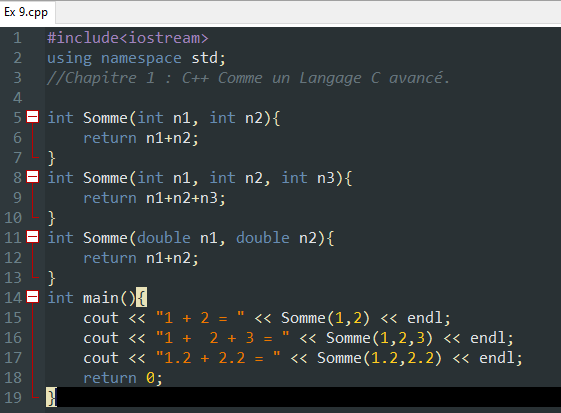 Ex 9.cpp
1 #include<iostream>
2 using namespace std;
3 //Chapitre 1 : C++ Comme un Langage C avancé.
4
5 int Somme(int n1, int n2){
6     return n1+n2;
7 }
8 int Somme(int n1, int n2, int n3){
9     return n1+n2+n3;
10 }
11 int Somme(double n1, double n2){
12     return n1+n2;
13 }
14 int main(){
15     cout << "1 + 2 = " << Somme(1,2) << endl;
16     cout << "1 +  2 + 3 = " << Somme(1,2,3) << endl;
17     cout << "1.2 + 2.2 = " << Somme(1.2,2.2) << endl;
18     return 0;
19 }